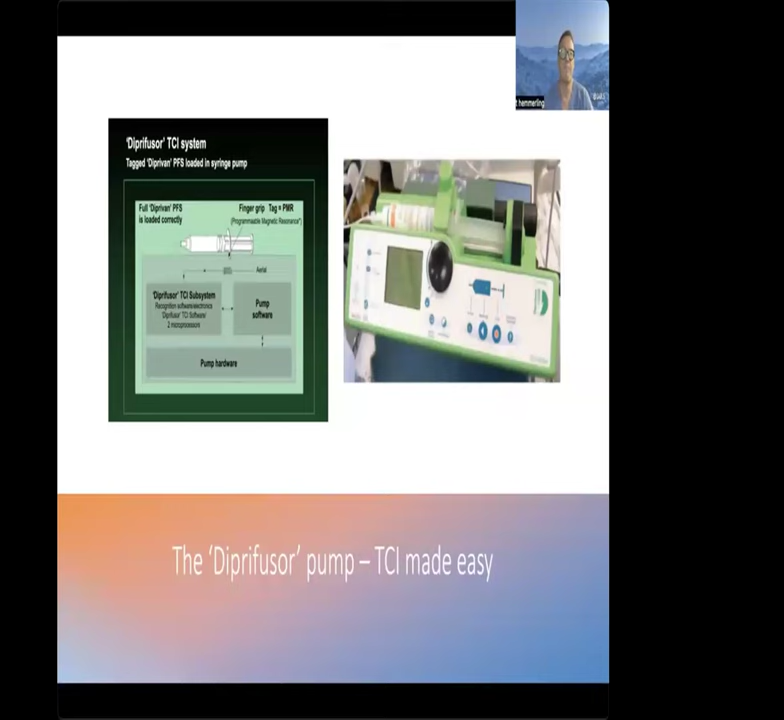 t hemmerling
'Diprifusor' TCI system
Tagged 'Diprivan' PFS loaded in syringe pump
Full 'Diprivan' PFS
is loaded correctly
Finger grip Tag = PMR
(Programmable Magnetic Resonance*)
Aerial
'Diprifusor' TCI Subsystem
Recognition software/electronics
'Diprifusor' TCI Software/
2 microprocessors
Pump
software
Pump hardware
The ‘Diprifusor’ pump – TCI made easy